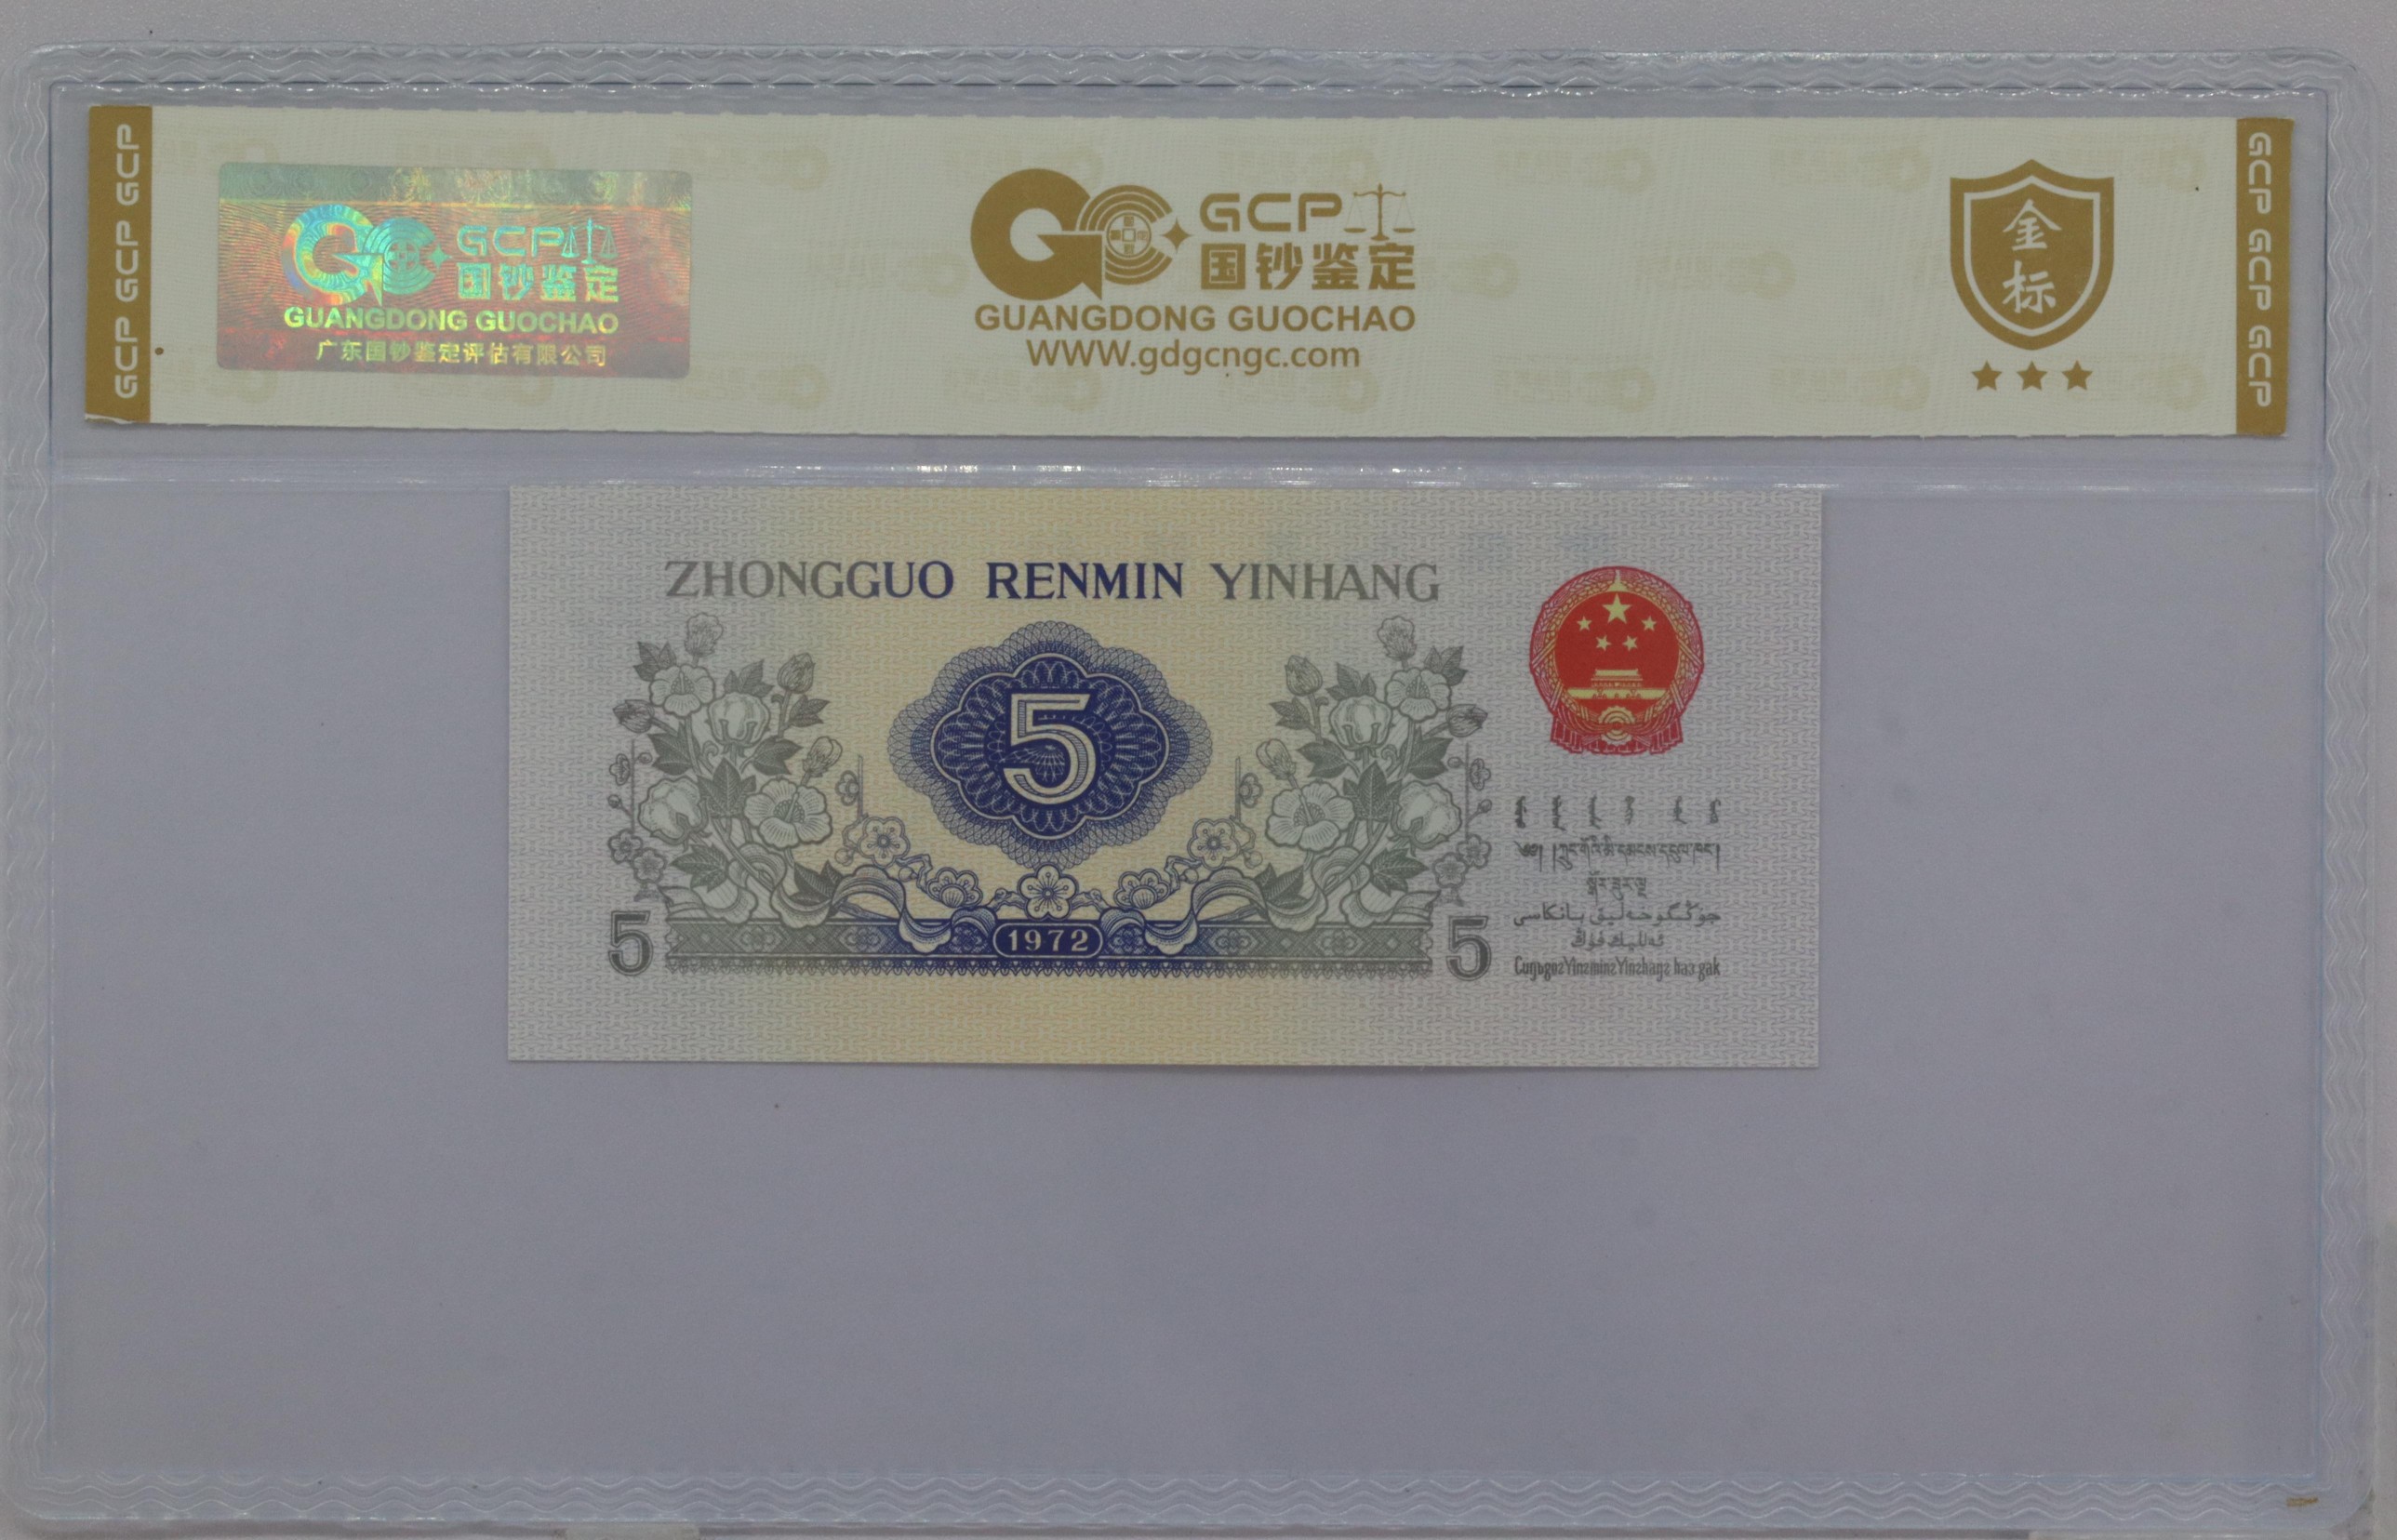 GCP GCP GCP
GCP
国钞鉴定
GUANGDONG GUOCHAO
广东国钞鉴定评估有限公司
GCP
国钞鉴定
GUANGDONG GUOCHAO
WWW.gdgcngc.com
金标
GCP GCP GCP
ZHONGGUO RENMIN YINHANG
5
1972
5
5
جۇڭگوخەلىق بانكاسى